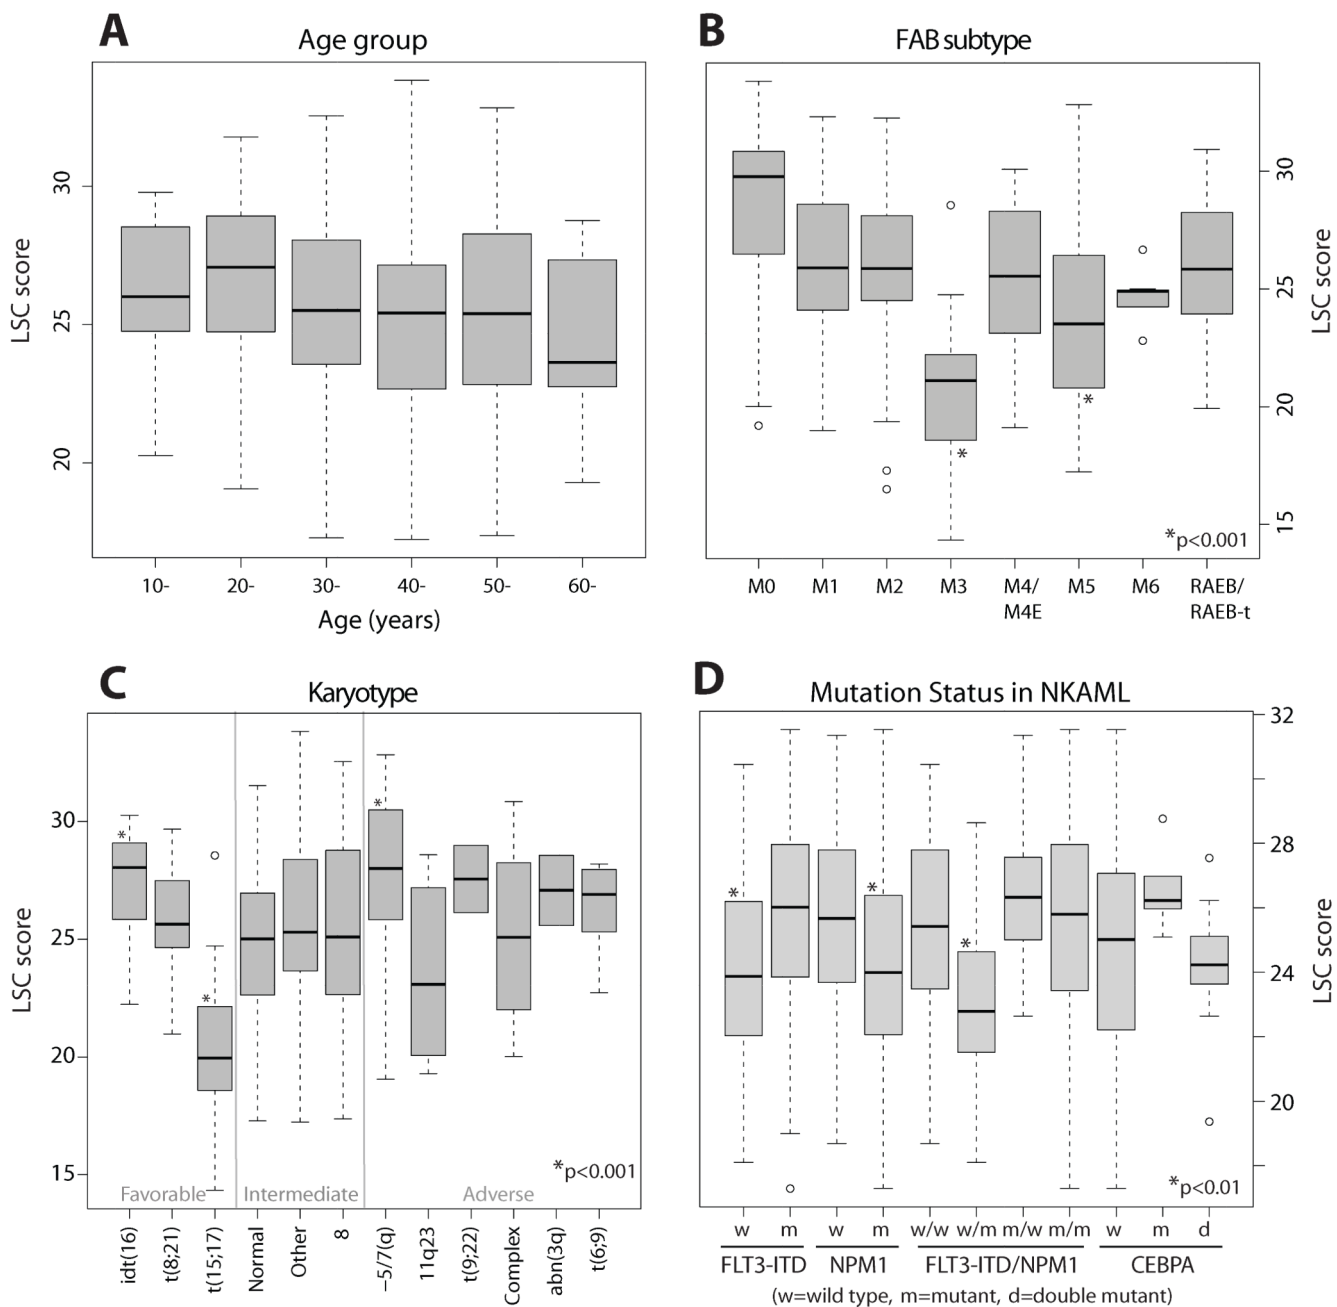 A
Age group
30
25
20
LSC score
10-
20-
30-
40-
50-
60-
Age (years)
B
FAB subtype
30
25
20
15
LSC score
*
*
*p<0.001
M0
M1
M2
M3
M4/
M4E
M5
M6
RAEB/
RAEB-t
C
Karyotype
30
25
20
15
LSC score
*
*
*
*p<0.001
Favorable
Intermediate
Adverse
idt(16)
t(8;21)
t(15;17)
Normal
Other
8
−5/7(q)
11q23
t(9;22)
Complex
abn(3q)
t(6;9)
D
Mutation Status in NKAML
32
28
24
20
LSC score
*
*
*
*p<0.01
w m w m w/w w/m m/w m/m w m d
FLT3-ITD NPM1 FLT3-ITD/NPM1 CEBPA
(w=wild type, m=mutant, d=double mutant)